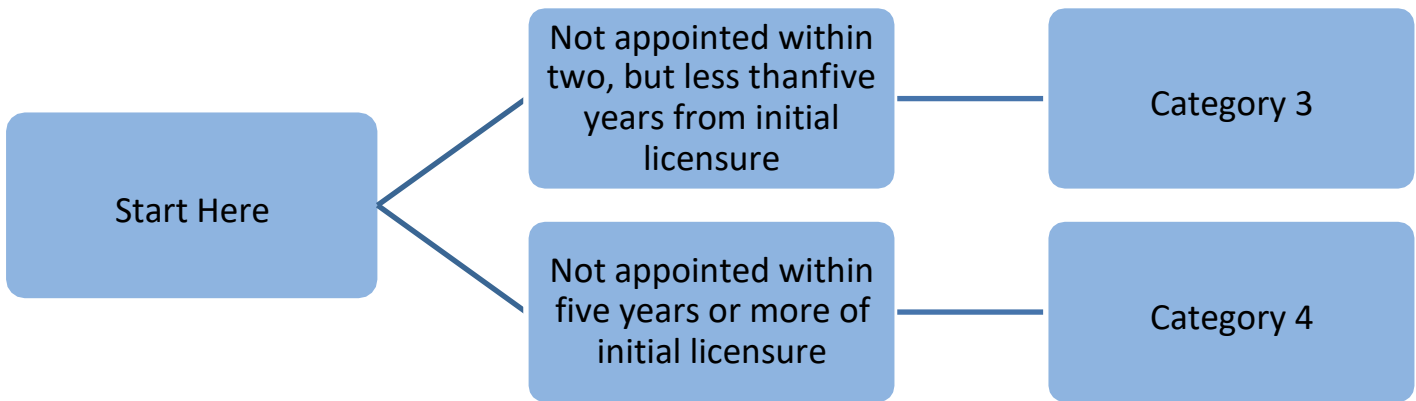 Start Here
Not appointed within
two, but less thanfive
years from initial
licensure
Category 3
Not appointed within
five years or more of
initial licensure
Category 4